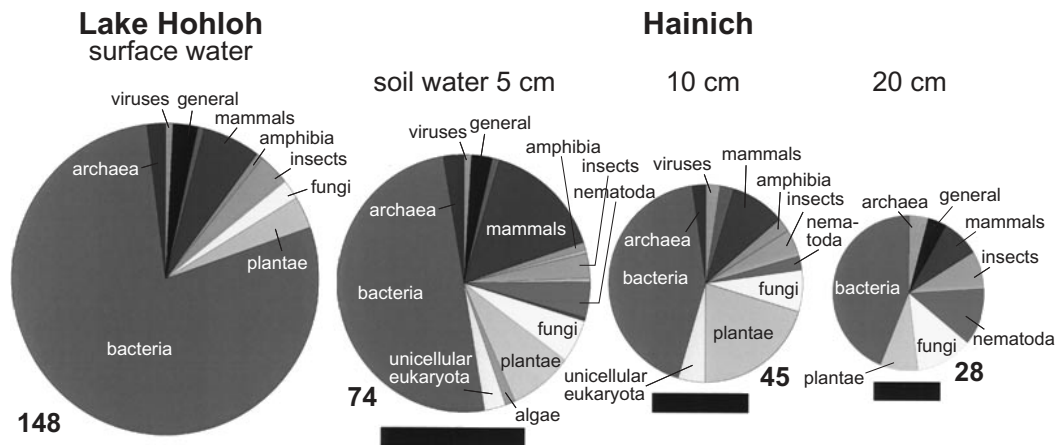 Lake Hohloh
surface water
viruses
general
mammals
amphibia
insects
fungi
plantae
archaea
bacteria
148
Hainich
soil water 5 cm
viruses
general
amphibia
insects
nematoda
mammals
archaea
bacteria
fungi
plantae
algae
unicellular
eukaryota
74
10 cm
viruses
mammals
amphibia
insects
nema-
toda
archaea
bacteria
fungi
plantae
unicellular
eukaryota
45
20 cm
archaea
general
mammals
insects
bacteria
nematoda
fungi
plantae
28